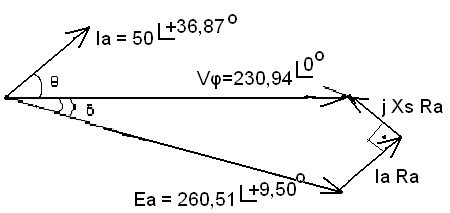 Ia = 50∟+36,87°
Vφ=230,94∟0°
θ
δ
j Xs Ra
Ia Ra
Ea = 260,51∟+9,50°